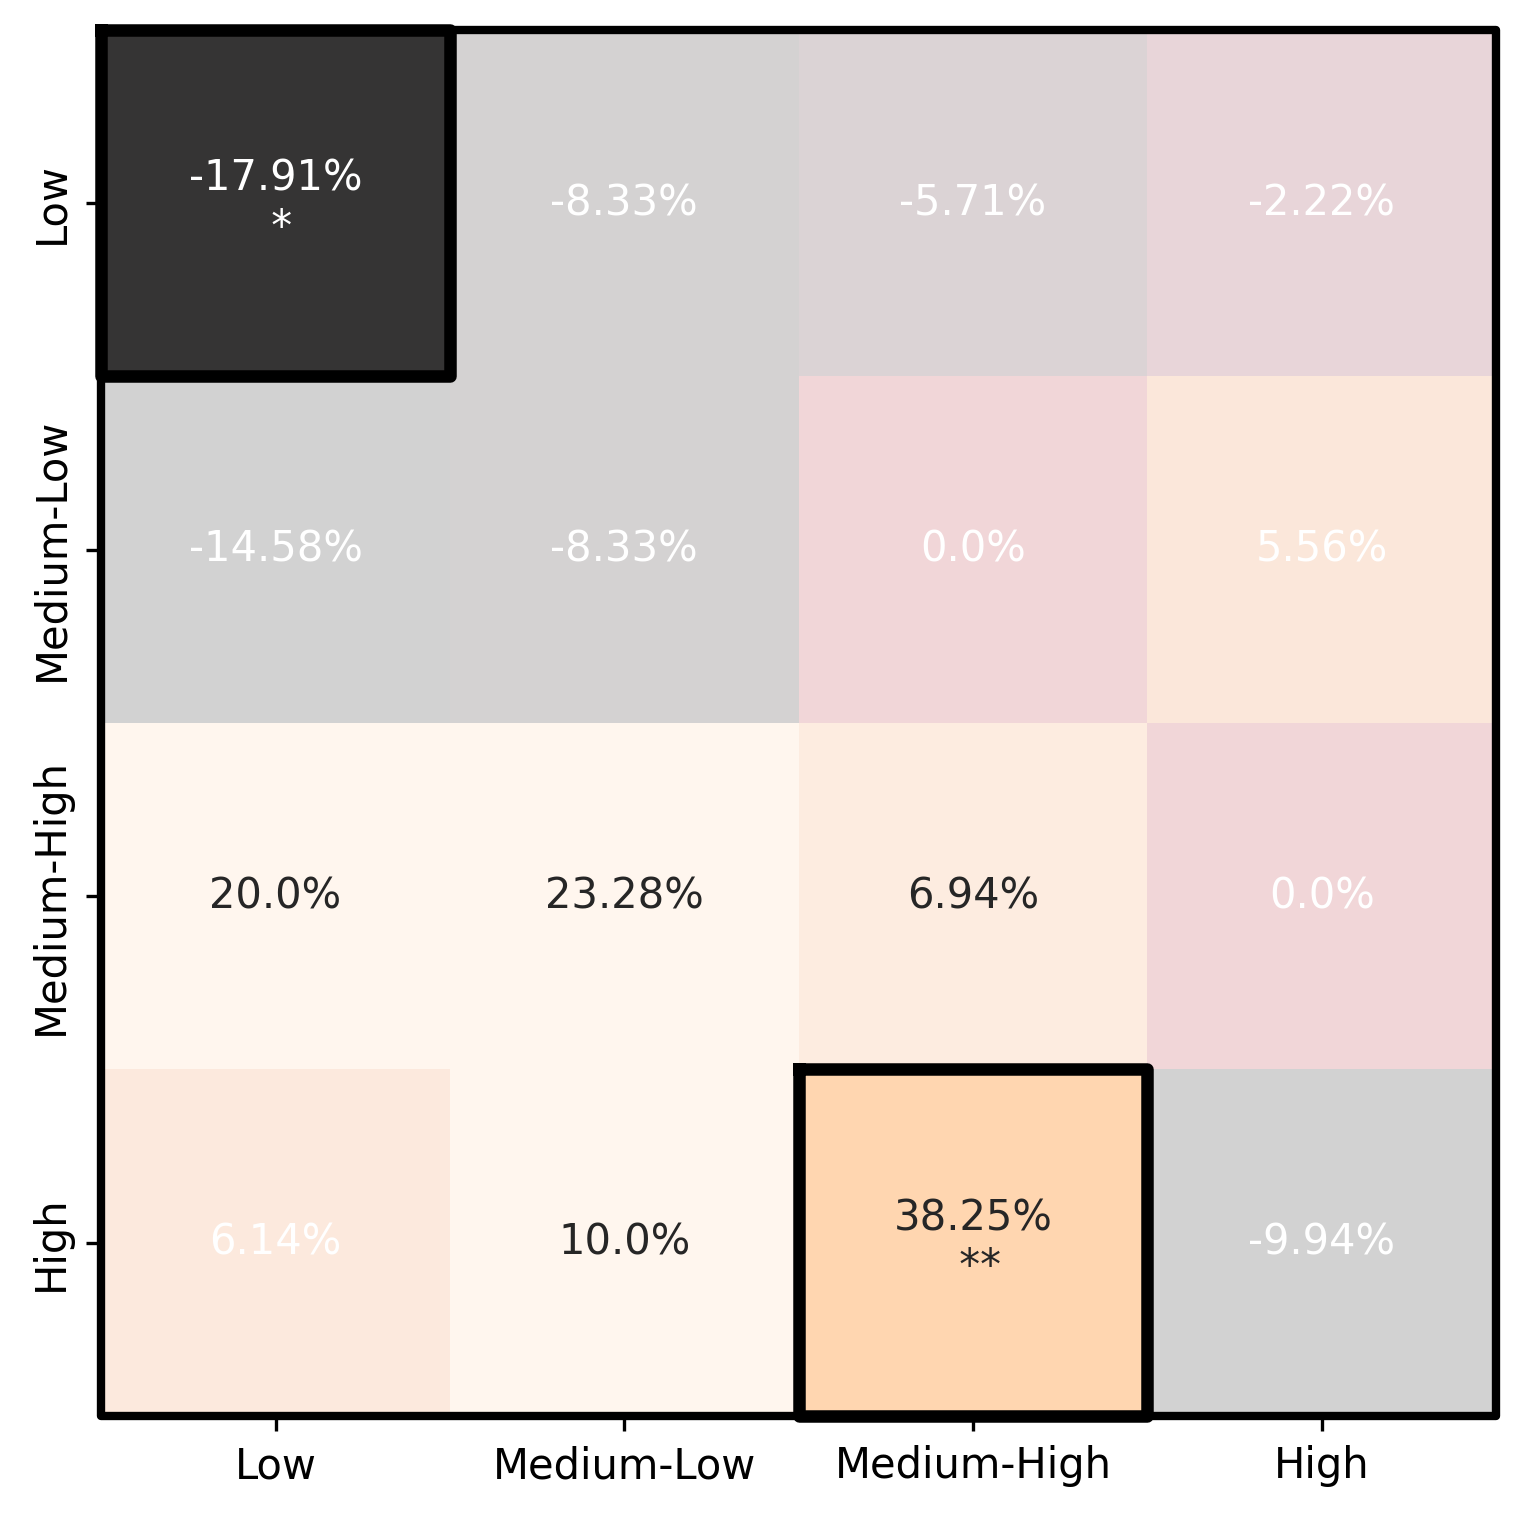 Low
-17.91%
*
-8.33%
-5.71%
-2.22%
Medium-Low
-14.58%
-8.33%
0.0%
5.56%
Medium-High
20.0%
23.28%
6.94%
0.0%
High
6.14%
10.0%
38.25%
**
-9.94%
Low
Medium-Low
Medium-High
High